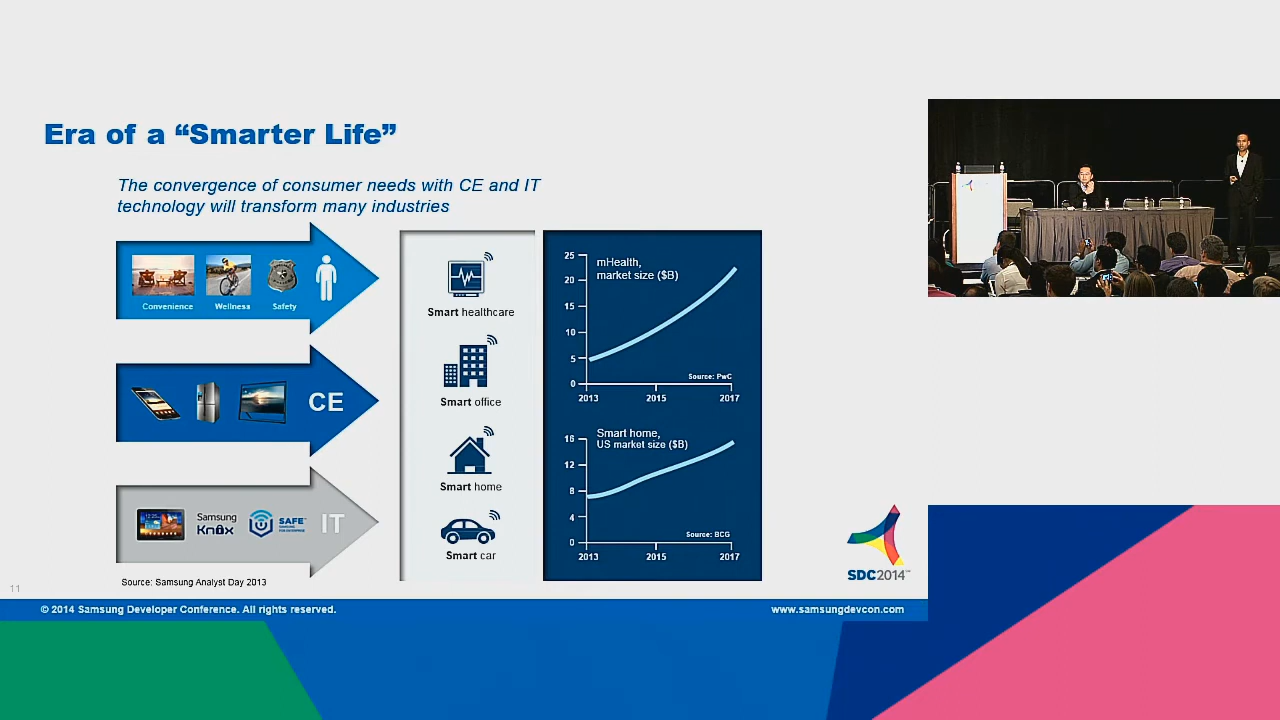 Era of a “Smarter Life”
The convergence of consumer needs with CE and IT
technology will transform many industries
Convenience
Wellness
Safety
CE
Samsung
Knox
SAFE™
IT
Source: Samsung Analyst Day 2013
Smart healthcare
Smart office
Smart home
Smart car
mHealth,
market size ($B)
25
20
15
10
5
0
Source: PwC
2013 2015 2017
Smart home,
US market size ($B)
16
12
8
4
0
Source: BCG
2013 2015 2017
SDC2014™
11
© 2014 Samsung Developer Conference. All rights reserved.
www.samsungdevcon.com